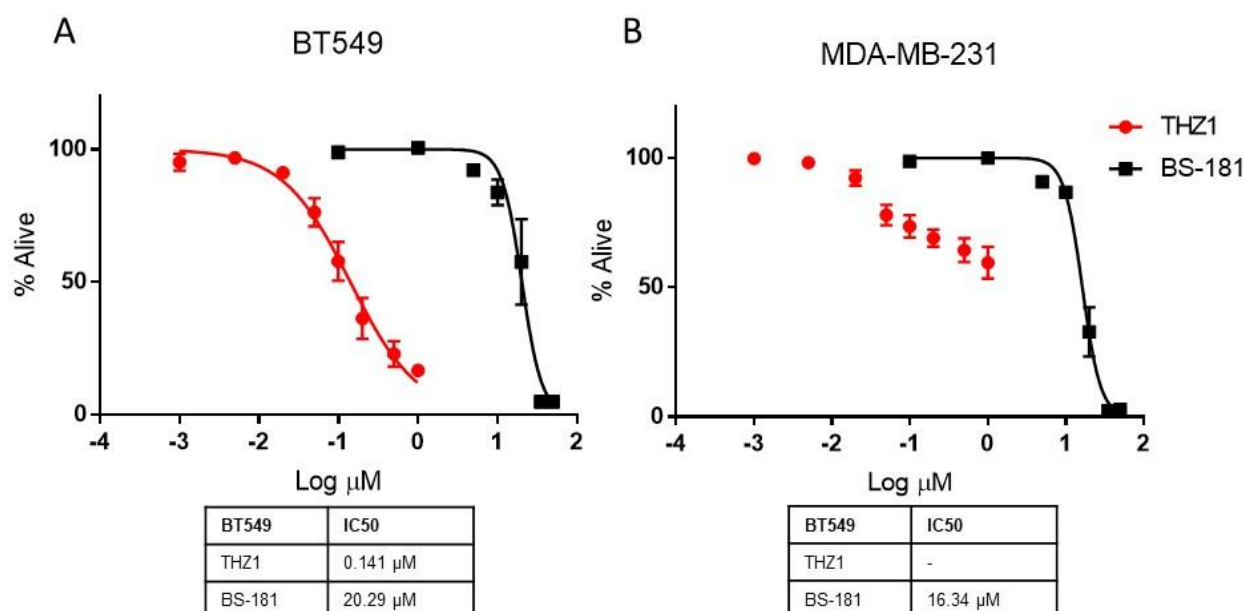 A
BT549
% Alive
100
50
0
-4 -3 -2 -1 0 1 2
Log µM
BT549 IC50
THZ1 0.141 µM
BS-181 20.29 µM
B
MDA-MB-231
THZ1
BS-181
% Alive
100
50
0
-4 -3 -2 -1 0 1 2
Log µM
BT549 IC50
THZ1 -
BS-181 16.34 µM